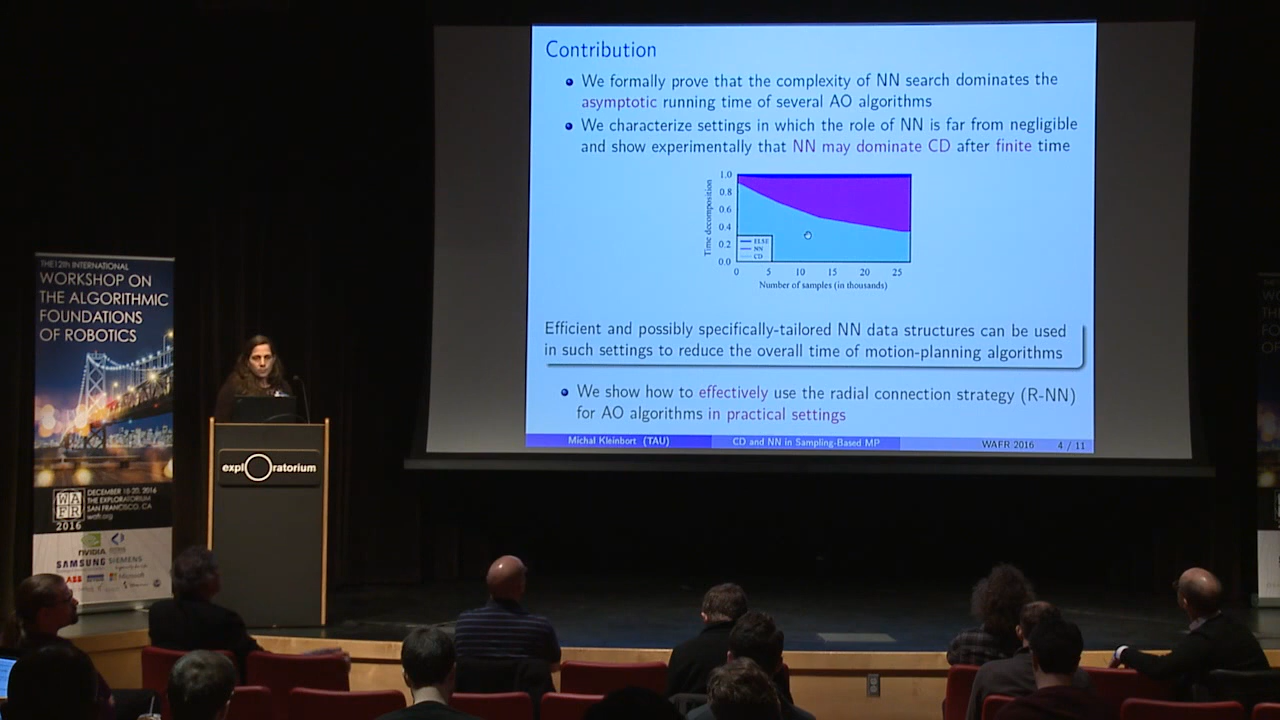 Contribution
We formally prove that the complexity of NN search dominates the
asymptotic running time of several AO algorithms
We characterize settings in which the role of NN is far from negligible
and show experimentally that NN may dominate CD after finite time
1.0
0.8
0.6
0.4
0.2
0.0
Time decomposition
ELSE
NN
CD
0 5 10 15 20 25
Number of samples (in thousands)
Efficient and possibly specifically-tailored NN data structures can be used
in such settings to reduce the overall time of motion-planning algorithms
We show how to effectively use the radial connection strategy (R-NN)
for AO algorithms in practical settings
Michal Kleinbort (TAU) CD and NN in Sampling-Based MP WAFR 2016 4 / 11
THE 12th INTERNATIONAL
WORKSHOP ON
THE ALGORITHMIC
FOUNDATIONS
OF ROBOTICS
WA
FR
2016
DECEMBER 18-20, 2016
THE EXPLORATORIUM
SAN FRANCISCO, CA
wafr.org
NVIDIA
SAMSUNG SIEMENS
ABB
Microsoft
exploratorium